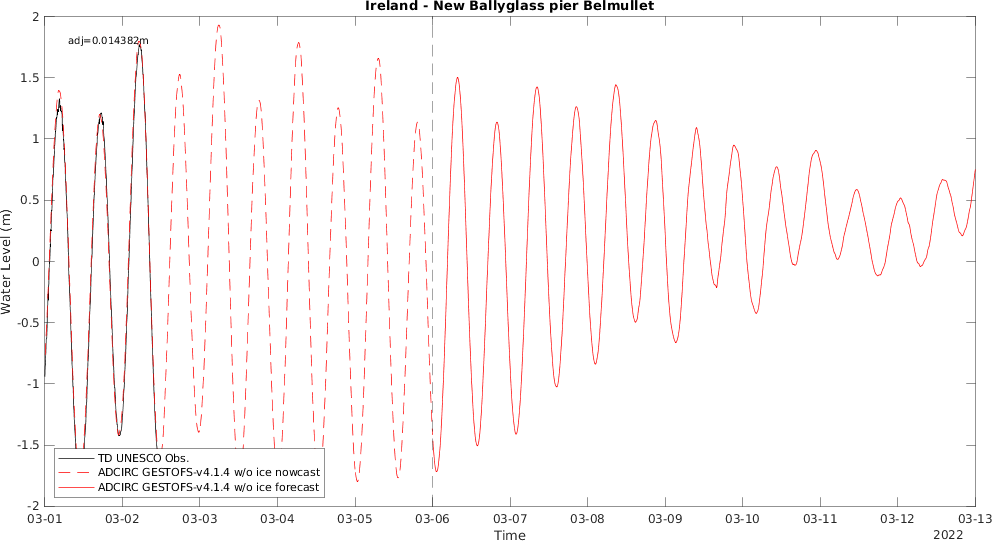 Ireland - New Ballyglass pier Belmullet
adj=0.014382m
2
1.5
1
0.5
0
-0.5
-1
-1.5
-2
Water Level (m)
TD UNESCO Obs.
ADCIRC GESTOFS-v4.1.4 w/o ice nowcast
ADCIRC GESTOFS-v4.1.4 w/o ice forecast
03-01 03-02 03-03 03-04 03-05 03-06 03-07 03-08 03-09 03-10 03-11 03-12 03-13
Time
2022